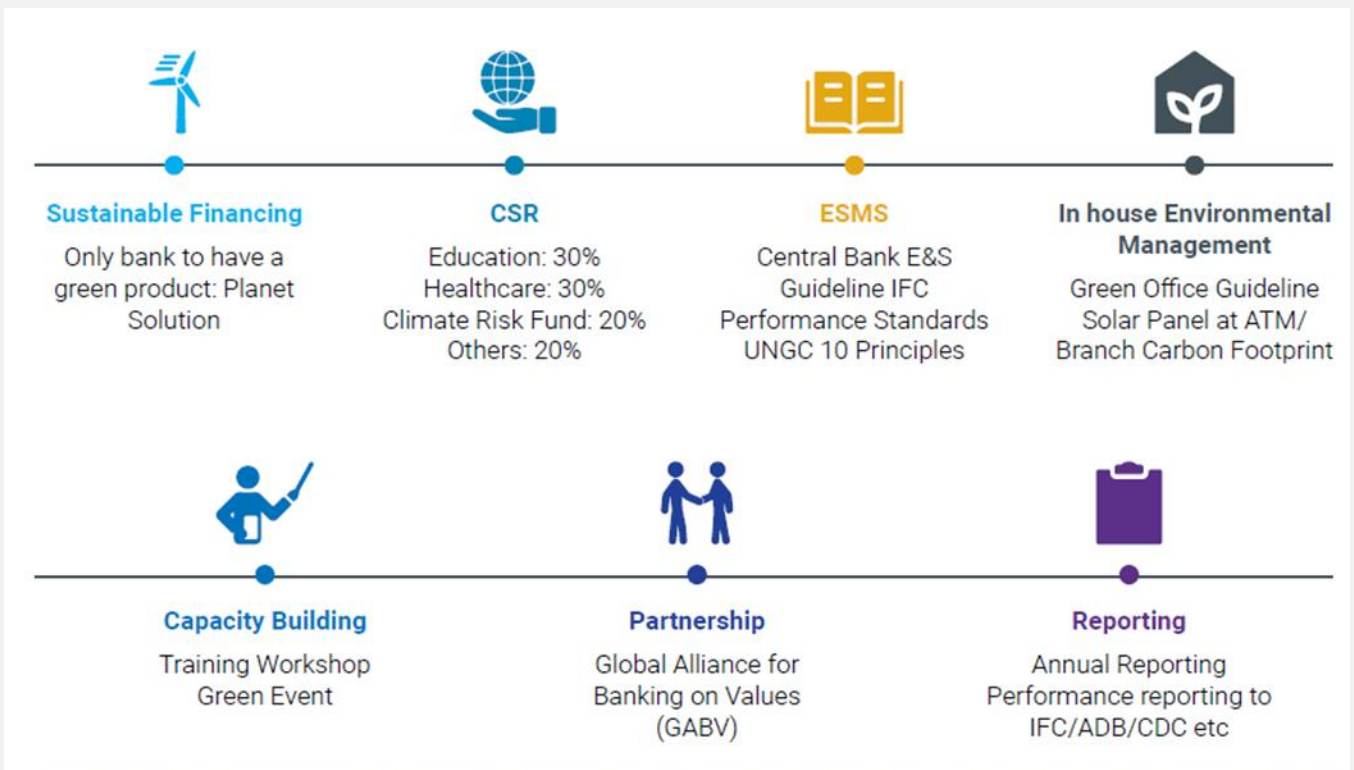 Sustainable Financing
Only bank to have a
green product: Planet
Solution
CSR
Education: 30%
Healthcare: 30%
Climate Risk Fund: 20%
Others: 20%
ESMS
Central Bank E&S
Guideline IFC
Performance Standards
UNGC 10 Principles
In house Environmental
Management
Green Office Guideline
Solar Panel at ATM/
Branch Carbon Footprint
Capacity Building
Training Workshop
Green Event
Partnership
Global Alliance for
Banking on Values
(GABV)
Reporting
Annual Reporting
Performance reporting to
IFC/ADB/CDC etc